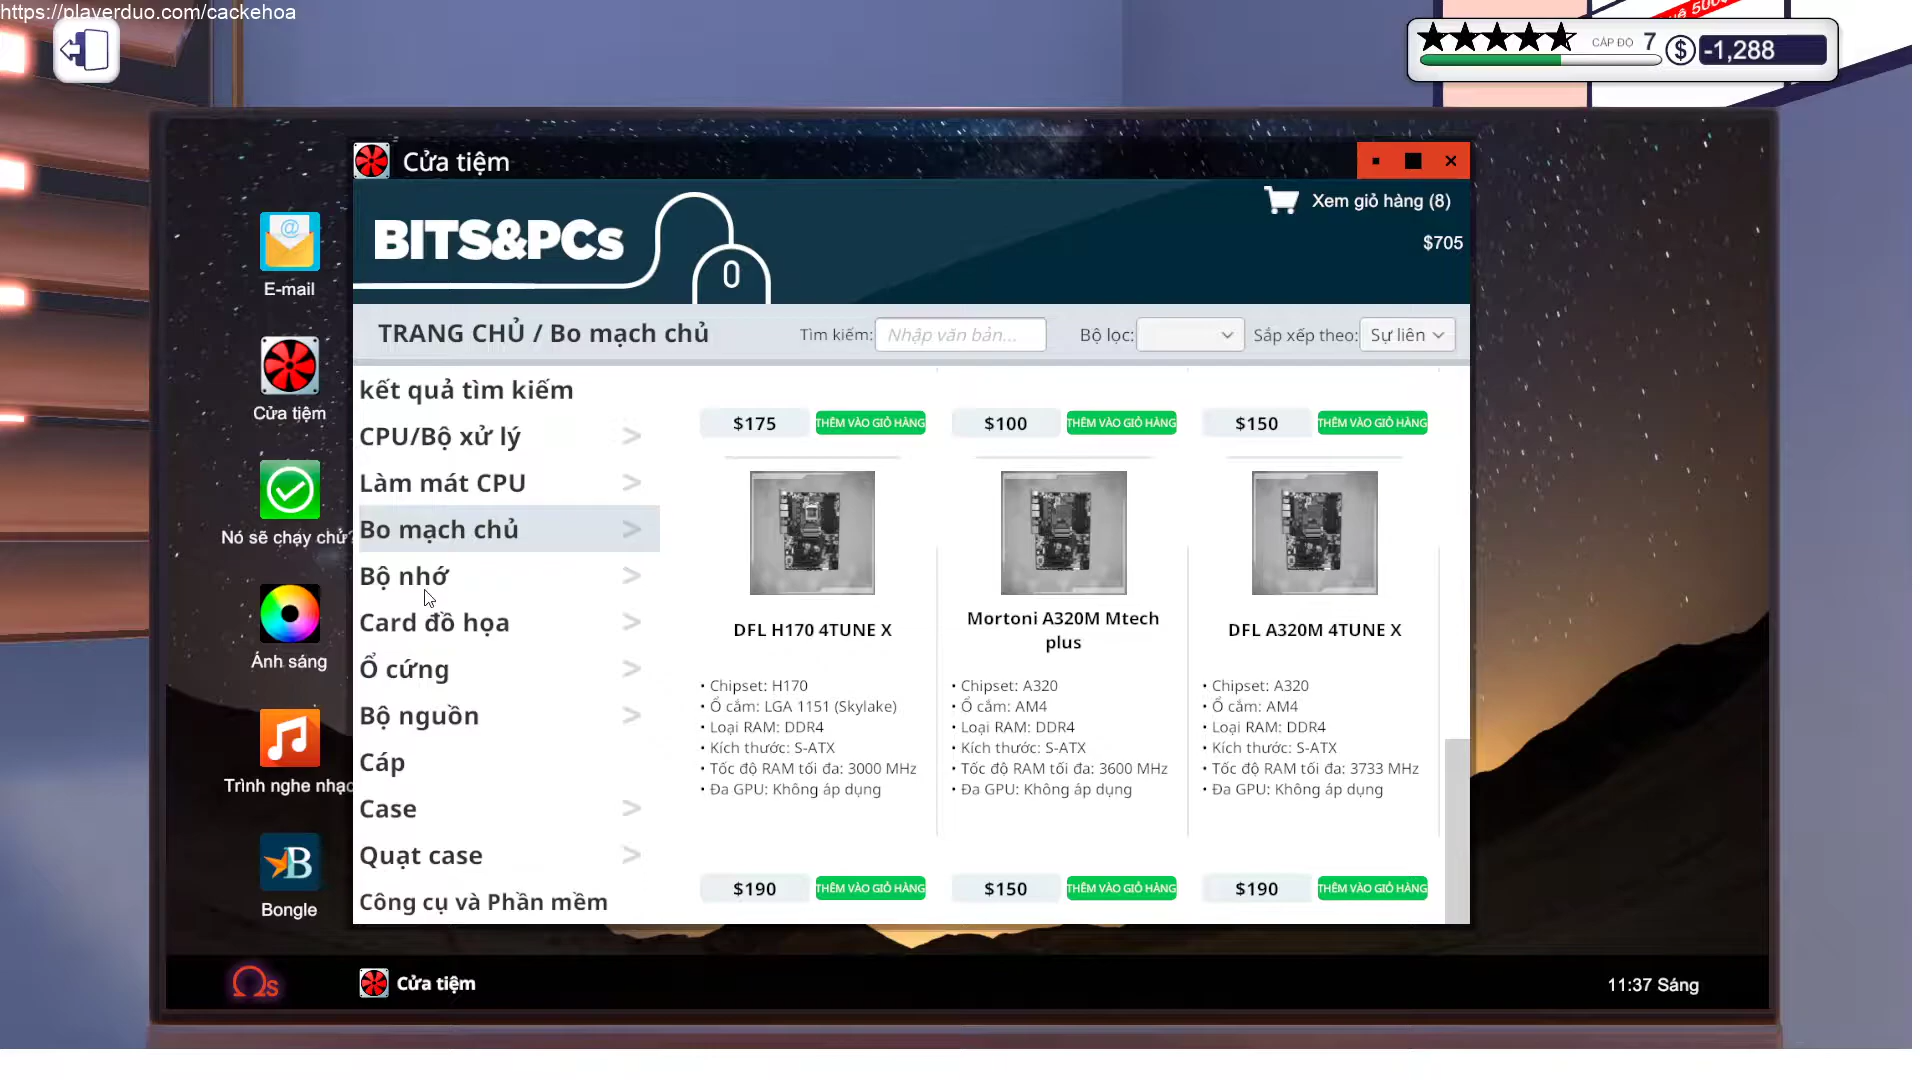 https://playerduo.com/cackehoa
CẤP ĐỘ 7
-1,288
Cửa tiệm
BITS&PCs
Xem giỏ hàng (8)
$705
TRANG CHỦ / Bo mạch chủ
Tìm kiếm: Nhập văn bản...
Bộ lọc:
Sắp xếp theo: Sự liên
kết quả tìm kiếm
CPU/Bộ xử lý
Làm mát CPU
Bo mạch chủ
Bộ nhớ
Card đồ họa
Ổ cứng
Bộ nguồn
Cáp
Case
Quạt case
Công cụ và Phần mềm
$175 THÊM VÀO GIỎ HÀNG
$100 THÊM VÀO GIỎ HÀNG
$150 THÊM VÀO GIỎ HÀNG
DFL H170 4TUNE X
• Chipset: H170
• Ổ cắm: LGA 1151 (Skylake)
• Loại RAM: DDR4
• Kích thước: S-ATX
• Tốc độ RAM tối đa: 3000 MHz
• Đa GPU: Không áp dụng
$190 THÊM VÀO GIỎ HÀNG
Mortoni A320M Mtech
plus
• Chipset: A320
• Ổ cắm: AM4
• Loại RAM: DDR4
• Kích thước: S-ATX
• Tốc độ RAM tối đa: 3600 MHz
• Đa GPU: Không áp dụng
$150 THÊM VÀO GIỎ HÀNG
DFL A320M 4TUNE X
• Chipset: A320
• Ổ cắm: AM4
• Loại RAM: DDR4
• Kích thước: S-ATX
• Tốc độ RAM tối đa: 3733 MHz
• Đa GPU: Không áp dụng
$190 THÊM VÀO GIỎ HÀNG
E-mail
Cửa tiệm
Nó sẽ chạy chứ?
Ánh sáng
Trình nghe nhạc
Bongle
Ωs
Cửa tiệm
11:37 Sáng